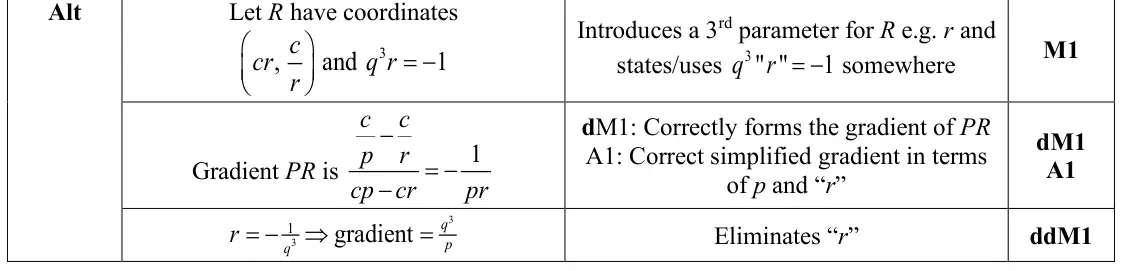 Alt
Let R have coordinates
(cr, c/r) and q³r = −1
Introduces a 3rd parameter for R e.g. r and
states/uses q³"r" = −1 somewhere
M1
Gradient PR is (c/p − c/r)/(cp − cr) = −1/pr
dM1: Correctly forms the gradient of PR
A1: Correct simplified gradient in terms
of p and “r”
dM1
A1
r = −1/q³ ⇒ gradient = q³/p
Eliminates “r”
ddM1